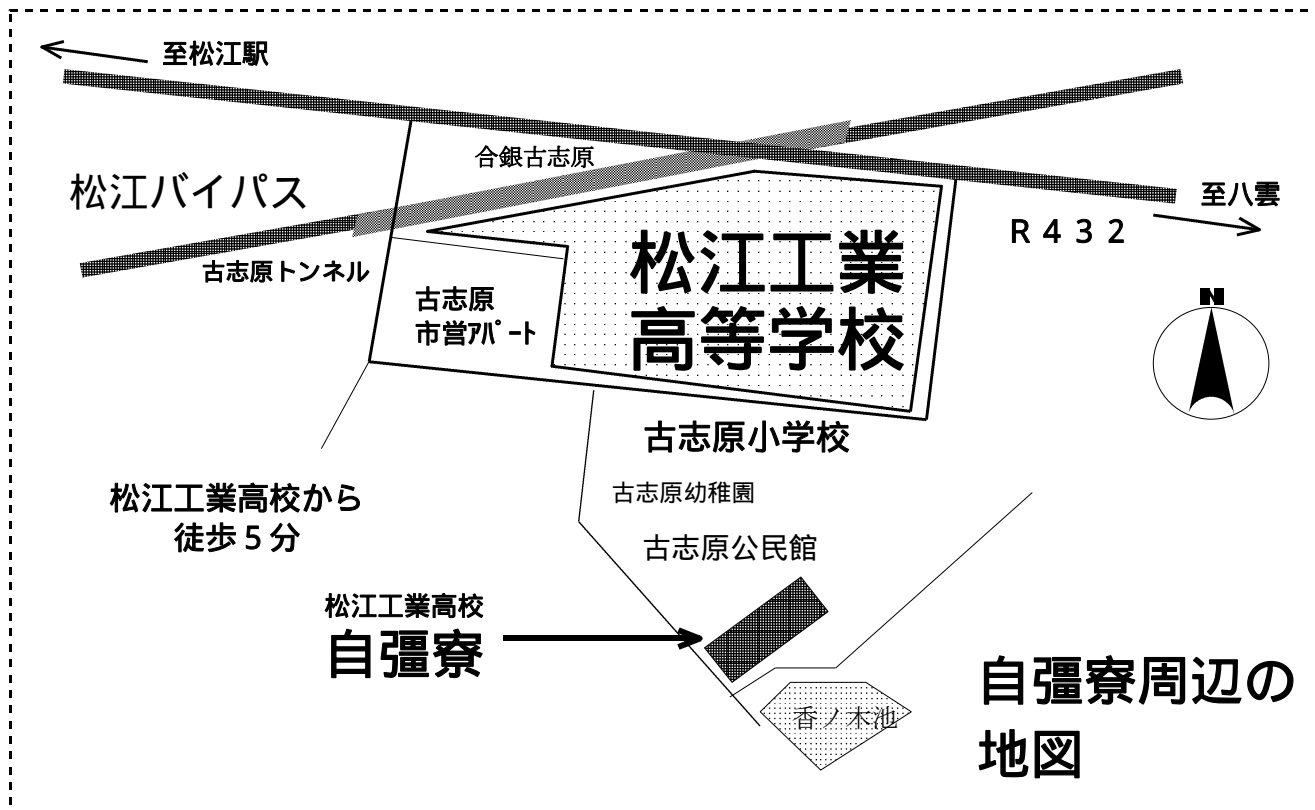 至松江駅
合銀古志原
松江バイパス
至八雲
R432
古志原トンネル
松江工業
高等学校
N
古志原
市営ｱﾊﾟｰﾄ
古志原小学校
松江工業高校から
徒歩5分
古志原幼稚園
古志原公民館
松江工業高校
自彊寮
自彊寮周辺の
地図
香ノ木池